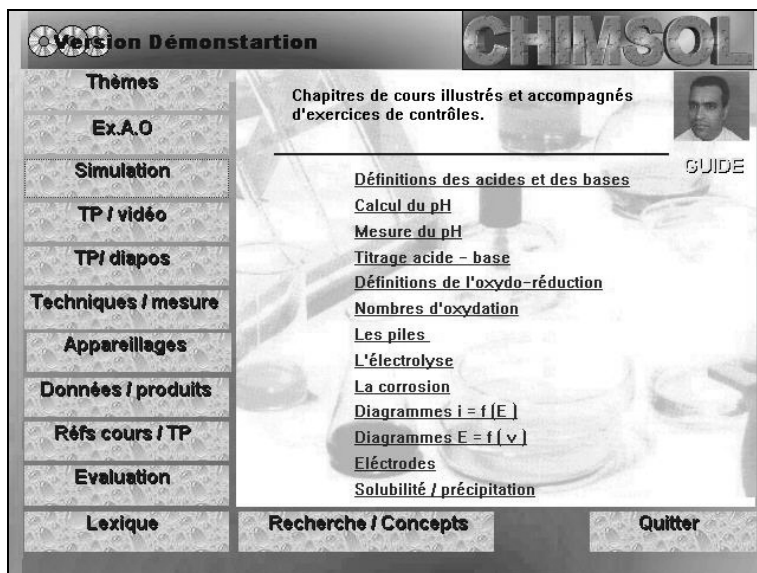 Version Démonstartion
CHIMSOL
Thèmes
Ex.A.O
Simulation
TP / vidéo
TP/ diapos
Techniques / mesure
Appareillages
Données / produits
Réfs cours / TP
Evaluation
Lexique
Chapitres de cours illustrés et accompagnés
d'exercices de contrôles.
GUIDE
Définitions des acides et des bases
Calcul du pH
Mesure du pH
Titrage acide - base
Définitions de l'oxydo-réduction
Nombres d'oxydation
Les piles
L'électrolyse
La corrosion
Diagrammes i = f (E )
Diagrammes E = f ( v )
Eléctrodes
Solubilité / précipitation
Recherche / Concepts
Quitter